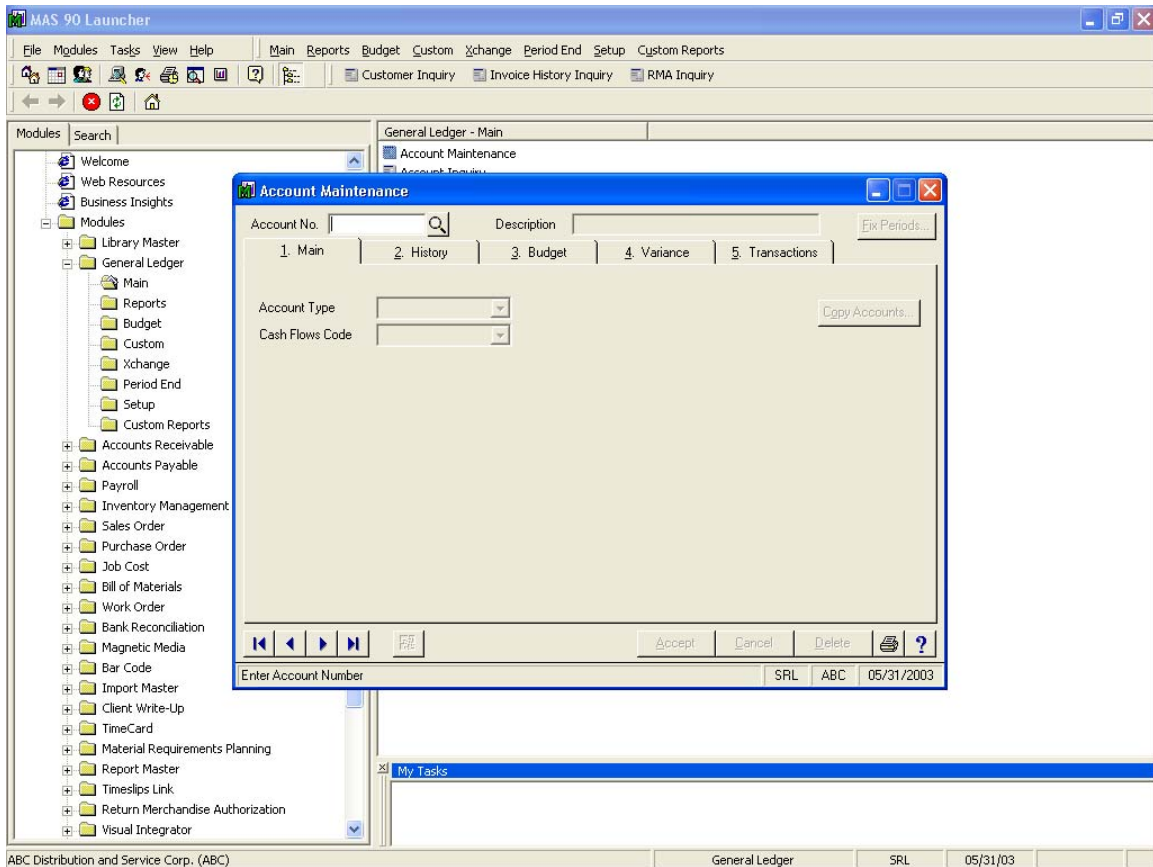 MAS 90 Launcher
File Modules Tasks View Help Main Reports Budget Custom Xchange Period End Setup Custom Reports
Customer Inquiry Invoice History Inquiry RMA Inquiry
Modules Search
Welcome
Web Resources
Business Insights
Modules
Library Master
General Ledger
Main
Reports
Budget
Custom
Xchange
Period End
Setup
Custom Reports
Accounts Receivable
Accounts Payable
Payroll
Inventory Management
Sales Order
Purchase Order
Job Cost
Bill of Materials
Work Order
Bank Reconciliation
Magnetic Media
Bar Code
Import Master
Client Write-Up
TimeCard
Material Requirements Planning
Report Master
Timeslips Link
Return Merchandise Authorization
Visual Integrator
General Ledger - Main
Account Maintenance
Account Inquiry
Account Maintenance
Account No. Description Fix Periods...
1. Main 2. History 3. Budget 4. Variance 5. Transactions
Account Type Copy Accounts...
Cash Flows Code
Accept Cancel Delete ?
Enter Account Number SRL ABC 05/31/2003
My Tasks
ABC Distribution and Service Corp. (ABC) General Ledger SRL 05/31/03